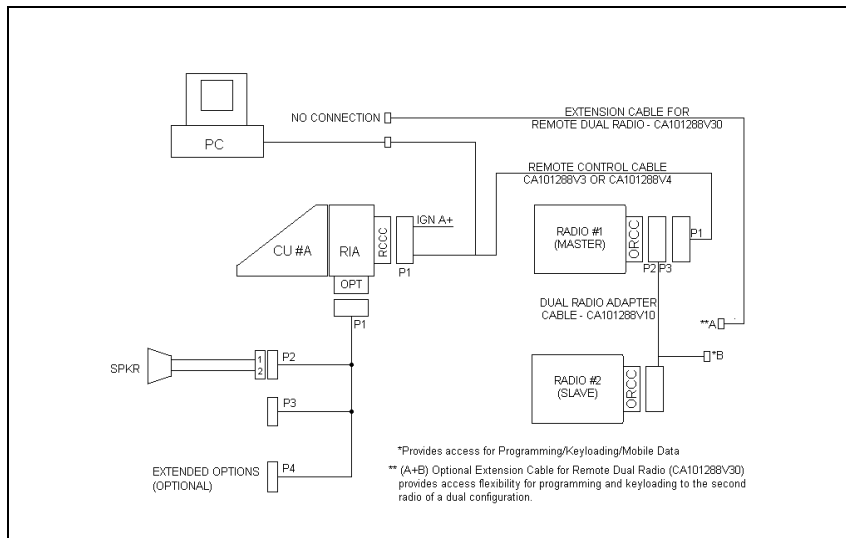 NO CONNECTION
EXTENSION CABLE FOR
REMOTE DUAL RADIO - CA101288V30
PC
REMOTE CONTROL CABLE
CA101288V3 OR CA101288V4
IGN A+
CU #A
RIA
RCCC
P1
OPT
P1
RADIO #1
(MASTER)
ORCC
P2
P3
P1
DUAL RADIO ADAPTER
CABLE - CA101288V10
**A
*B
SPKR
1
2
P2
P3
RADIO #2
(SLAVE)
ORCC
EXTENDED OPTIONS
(OPTIONAL)
P4
*Provides access for Programming/Keyloading/Mobile Data
** (A+B) Optional Extension Cable for Remote Dual Radio (CA101288V30)
provides access flexibility for programming and keyloading to the second
radio of a dual configuration.